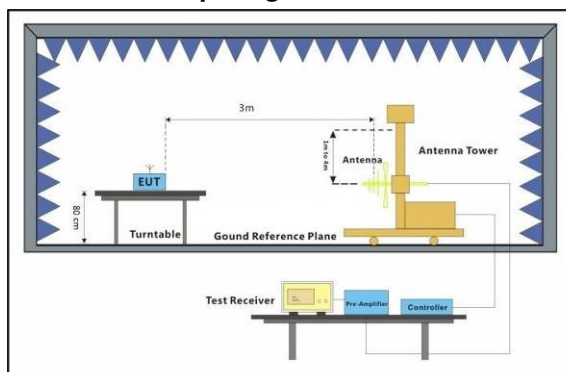 3m
1m to 4m
Antenna
Antenna Tower
EUT
80 cm
Turntable
Gound Reference Plane
Test Receiver
Pre-Amplifier
Controller